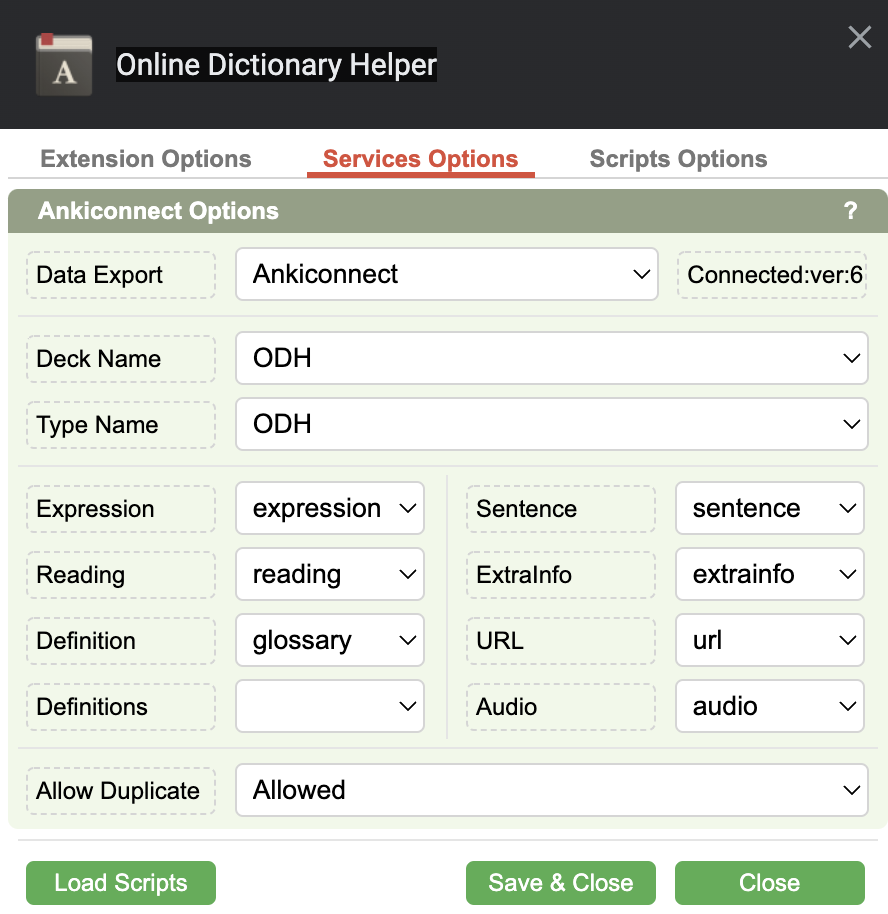 A
Online Dictionary Helper
Extension Options Services Options Scripts Options
Ankiconnect Options ?
Data Export Ankiconnect Connected:ver:6
Deck Name ODH
Type Name ODH
Expression expression Sentence sentence
Reading reading ExtraInfo extrainfo
Definition glossary URL url
Definitions Audio audio
Allow Duplicate Allowed
Load Scripts Save & Close Close